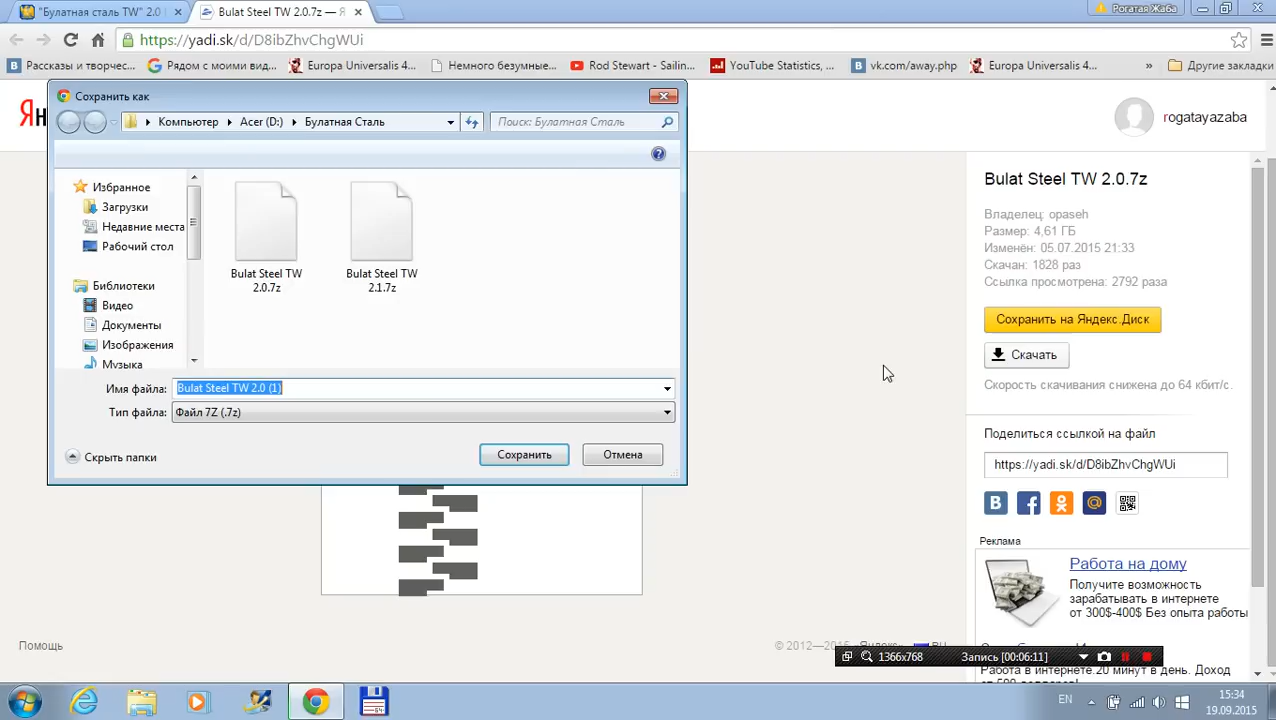 "Булатная сталь TW" 2.0
Bulat Steel TW 2.0.7z — Я
Рогатая Жаба
https://yadi.sk/d/D8ibZhvChgWUi
Рассказы и творчес...
Рядом с моими вид...
Europa Universalis 4...
Немного безумные...
Rod Stewart - Sailin...
YouTube Statistics, ...
vk.com/away.php
Europa Universalis 4...
»
Другие закладки
Ян
rogatayazaba
Сохранить как
Компьютер
Acer (D:)
Булатная Сталь
Поиск: Булатная Сталь
Избранное
Загрузки
Недавние места
Рабочий стол
Библиотеки
Видео
Документы
Изображения
Музыка
Bulat Steel TW
2.0.7z
Bulat Steel TW
2.1.7z
Имя файла:
Bulat Steel TW 2.0 (1)
Тип файла:
Файл 7Z (.7z)
Скрыть папки
Сохранить
Отмена
Bulat Steel TW 2.0.7z
Владелец: opaseh
Размер: 4,61 ГБ
Изменён: 05.07.2015 21:33
Скачан: 1828 раз
Ссылка просмотрена: 2792 раза
Сохранить на Яндекс.Диск
Скачать
Скорость скачивания снижена до 64 кбит/с.
Поделиться ссылкой на файл
https://yadi.sk/d/D8ibZhvChgWUi
Реклама
Работа на дому
Получите возможность
зарабатывать в интернете
от 300$-400$ Без опыта работы
Помощь
1366x768
Запись [00:06:11]
Работа в интернете.20 минут в день. Доход
EN
15:34
19.09.2015